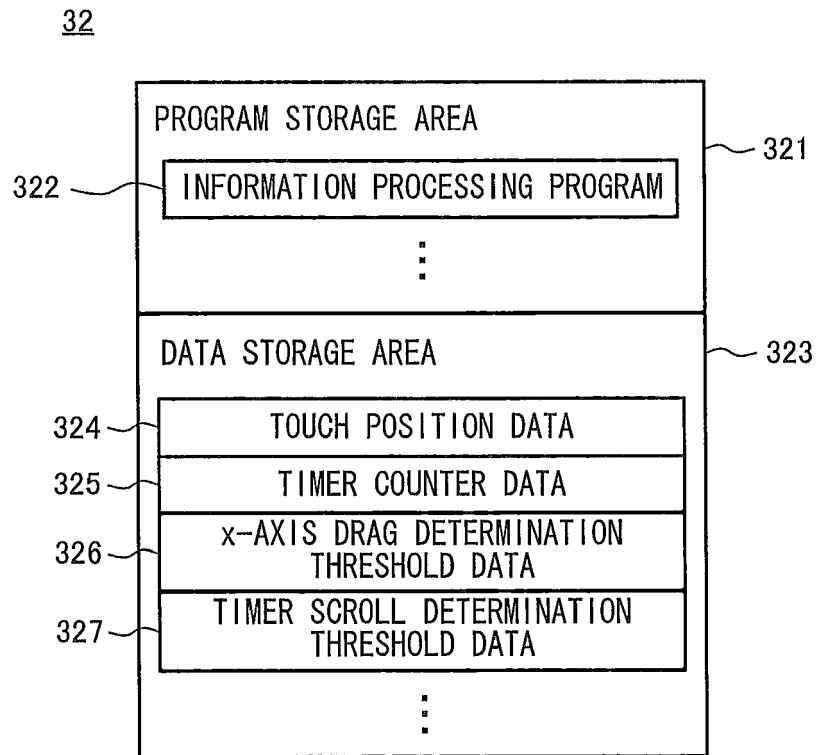 32
PROGRAM STORAGE AREA
321
322
INFORMATION PROCESSING PROGRAM
DATA STORAGE AREA
323
324
TOUCH POSITION DATA
325
TIMER COUNTER DATA
326
x-AXIS DRAG DETERMINATION
THRESHOLD DATA
327
TIMER SCROLL DETERMINATION
THRESHOLD DATA